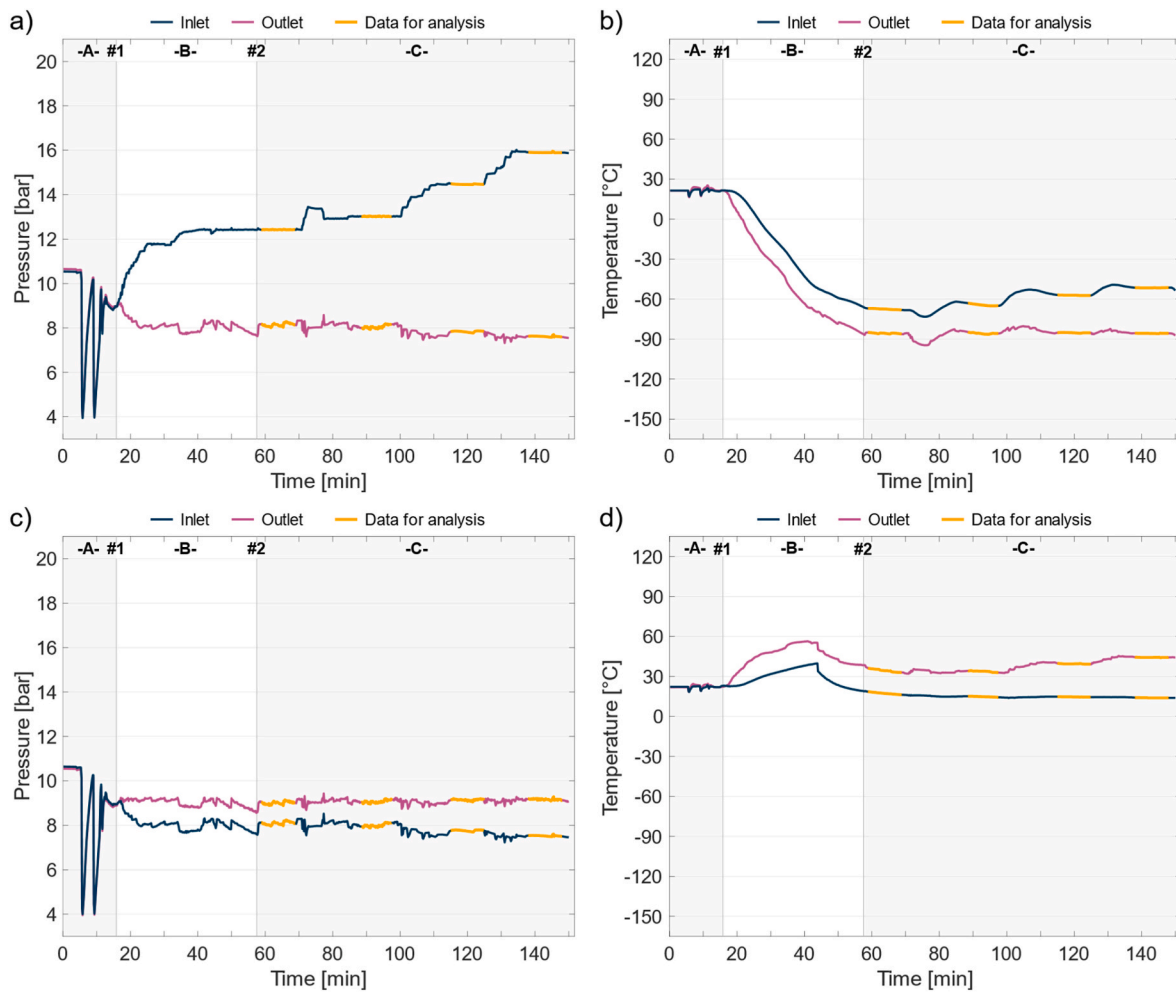 a)
Inlet Outlet Data for analysis
-A- #1 -B- #2 -C-
20
18
16
14
12
10
8
6
4
Pressure [bar]
0 20 40 60 80 100 120 140
Time [min]
b)
Inlet Outlet Data for analysis
-A- #1 -B- #2 -C-
120
90
60
30
0
-30
-60
-90
-120
-150
Temperature [°C]
0 20 40 60 80 100 120 140
Time [min]
c)
Inlet Outlet Data for analysis
-A- #1 -B- #2 -C-
20
18
16
14
12
10
8
6
4
Pressure [bar]
0 20 40 60 80 100 120 140
Time [min]
d)
Inlet Outlet Data for analysis
-A- #1 -B- #2 -C-
120
90
60
30
0
-30
-60
-90
-120
-150
Temperature [°C]
0 20 40 60 80 100 120 140
Time [min]